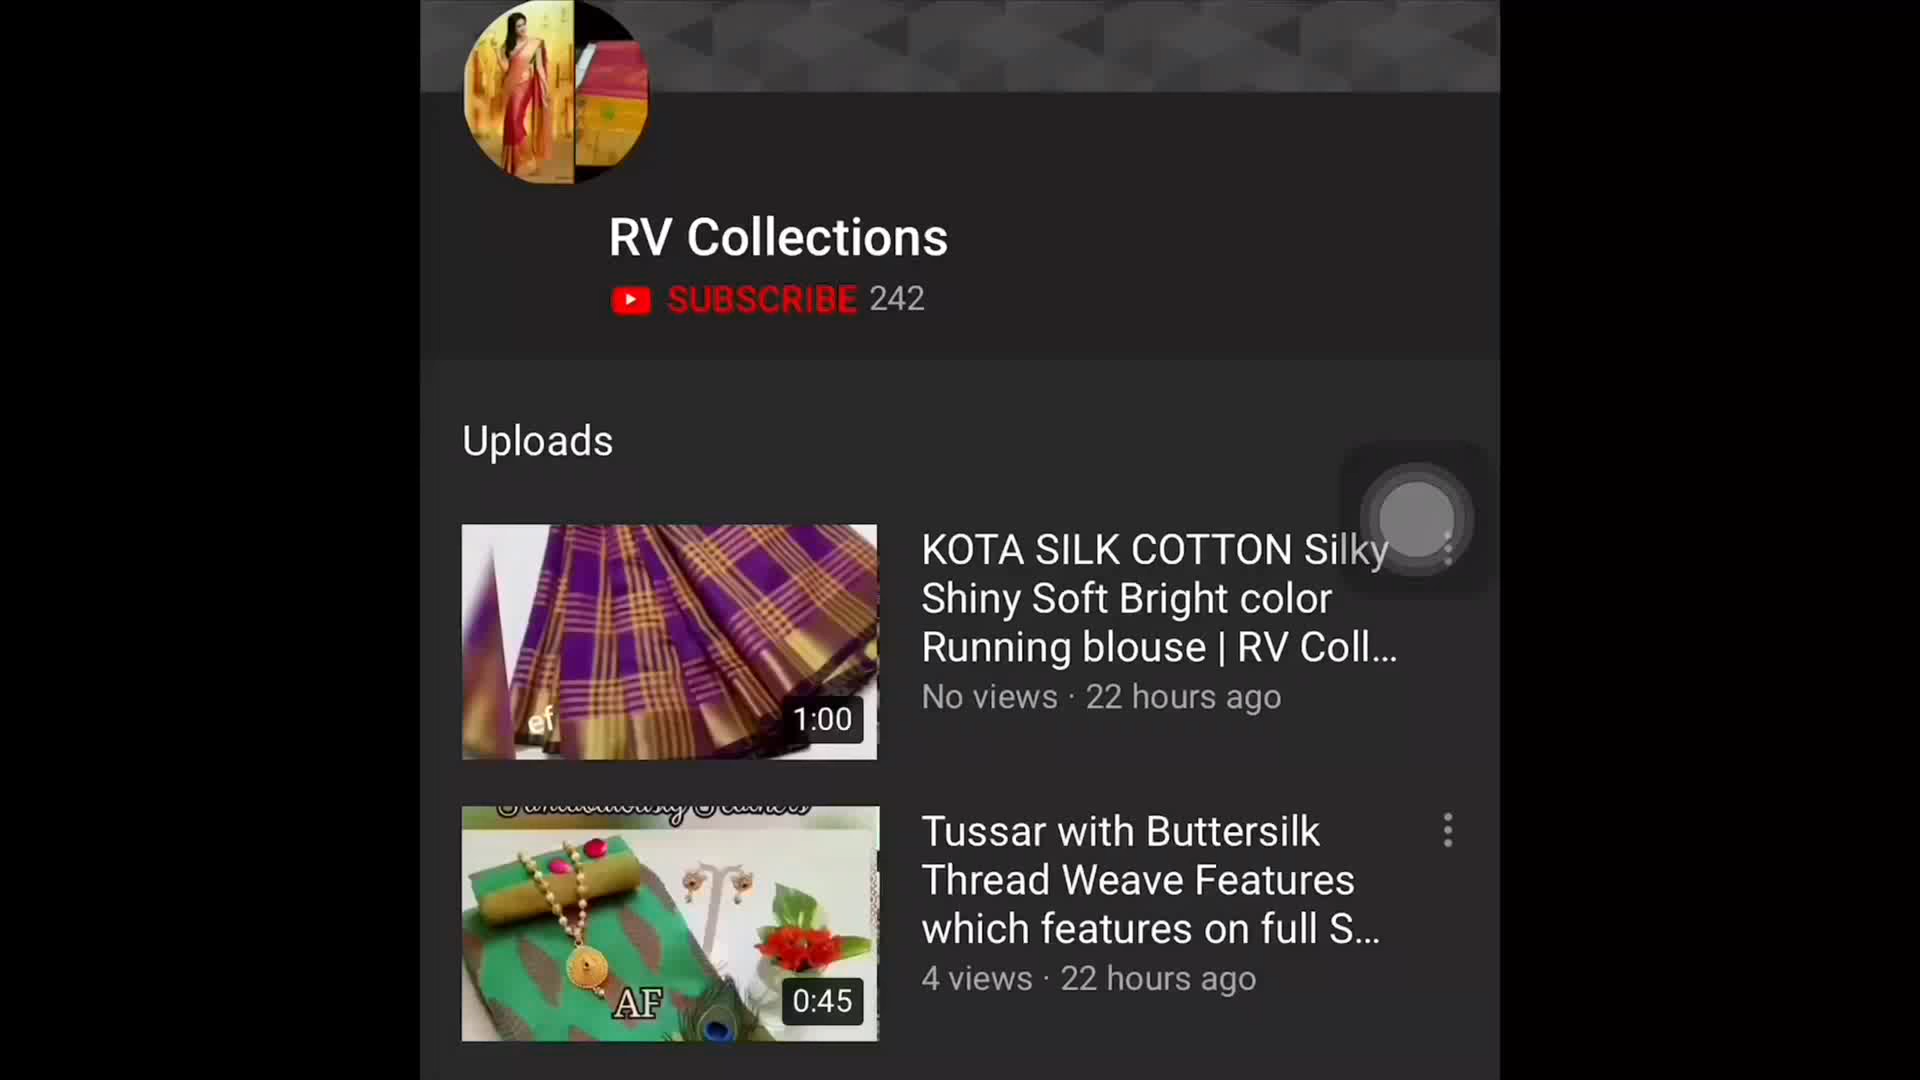 RV Collections
SUBSCRIBE 242
Uploads
KOTA SILK COTTON Silky
Shiny Soft Bright color
Running blouse | RV Coll...
No views · 22 hours ago
ef
1:00
Tussar with Buttersilk
Thread Weave Features
which features on full S...
4 views · 22 hours ago
AF
0:45